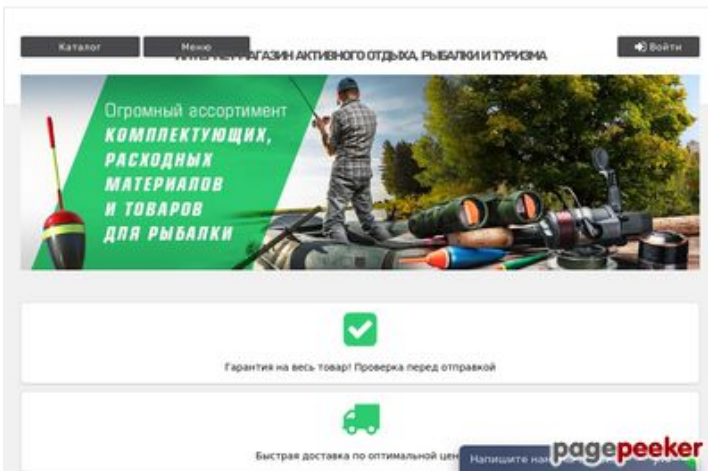 Каталог
Меню
МАГАЗИН АКТИВНОГО ОТДЫХА, РЫБАЛКИ И ТУРИЗМА
Войти
Огромный ассортимент
КОМПЛЕКТУЮЩИХ,
РАСХОДНЫХ
МАТЕРИАЛОВ
И ТОВАРОВ
ДЛЯ РЫБАЛКИ
Гарантия на весь товар! Проверка перед отправкой
Быстрая доставка по оптимальной
Напишите
pagepeeker